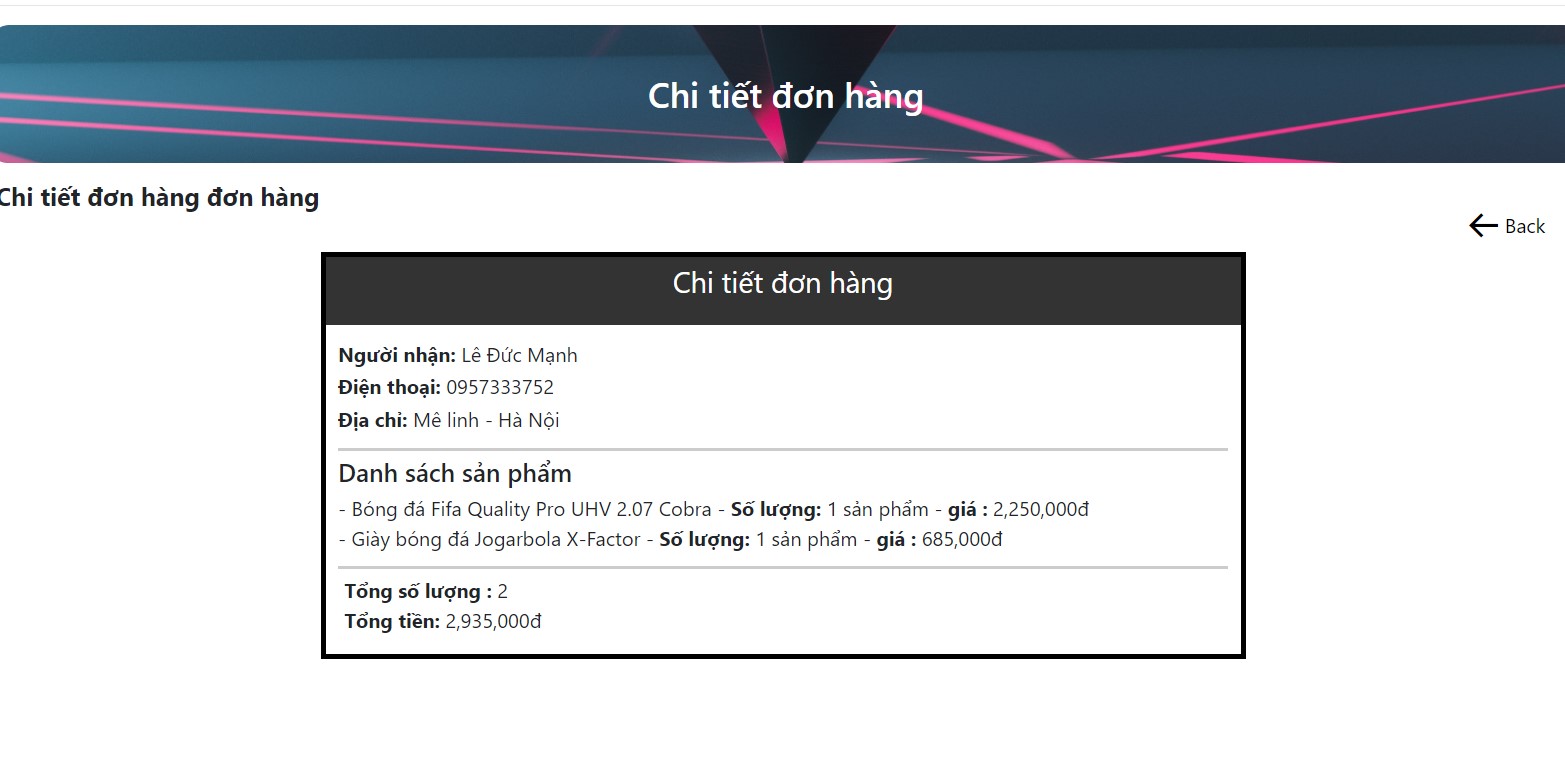 Chi tiết đơn hàng
Chi tiết đơn hàng đơn hàng
Back
Chi tiết đơn hàng
Người nhận: Lê Đức Mạnh
Điện thoại: 0957333752
Địa chỉ: Mê linh - Hà Nội
Danh sách sản phẩm
- Bóng đá Fifa Quality Pro UHV 2.07 Cobra - Số lượng: 1 sản phẩm - giá : 2,250,000đ
- Giày bóng đá Jogarbola X-Factor - Số lượng: 1 sản phẩm - giá : 685,000đ
Tổng số lượng : 2
Tổng tiền: 2,935,000đ